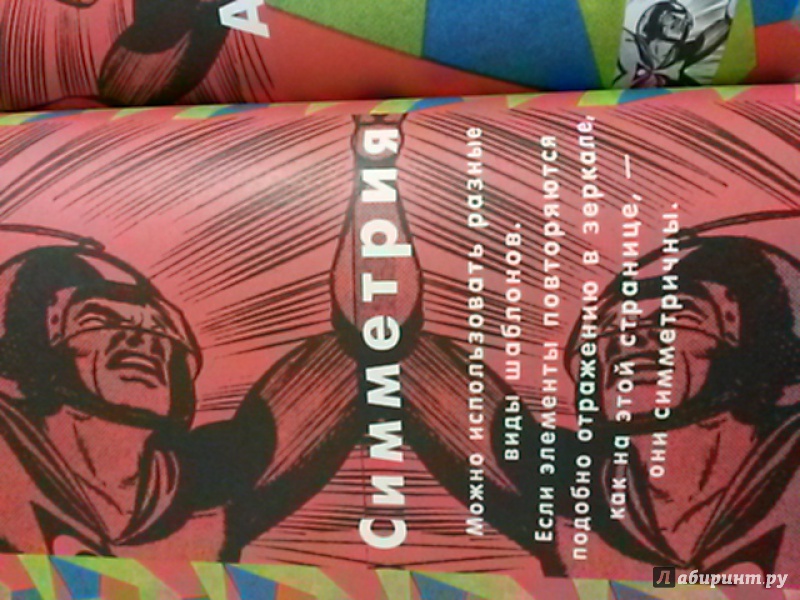 А
Симметрия
Можно использовать разные
виды шаблонов.
Если элементы повторяются
подобно отражению в зеркале,
как на этой странице, —
они симметричны.
Лабиринт.ру